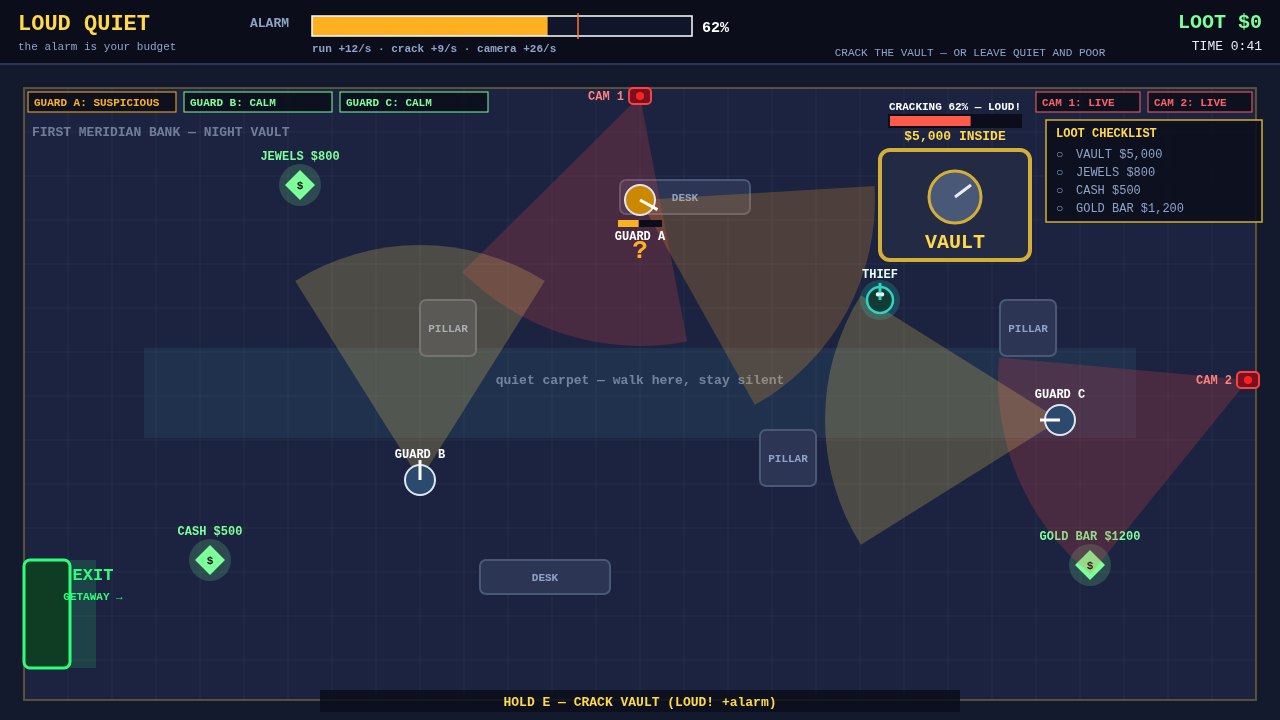 LOUD QUIET
the alarm is your budget
ALARM
62%
run +12/s · crack +9/s · camera +26/s
CRACK THE VAULT — OR LEAVE QUIET AND POOR
LOOT $0
TIME 0:41
GUARD A: SUSPICIOUS
GUARD B: CALM
GUARD C: CALM
CAM 1
CRACKING 62% — LOUD!
$5,000 INSIDE
CAM 1: LIVE
CAM 2: LIVE
FIRST MERIDIAN BANK — NIGHT VAULT
LOOT CHECKLIST
○ VAULT $5,000
○ JEWELS $800
○ CASH $500
○ GOLD BAR $1,200
JEWELS $800
$
DESK
GUARD A
?
VAULT
THIEF
PILLAR
PILLAR
quiet carpet — walk here, stay silent
CAM 2
GUARD C
GUARD B
PILLAR
CASH $500
$
GOLD BAR $1200
$
EXIT
GETAWAY →
DESK
HOLD E — CRACK VAULT (LOUD! +alarm)